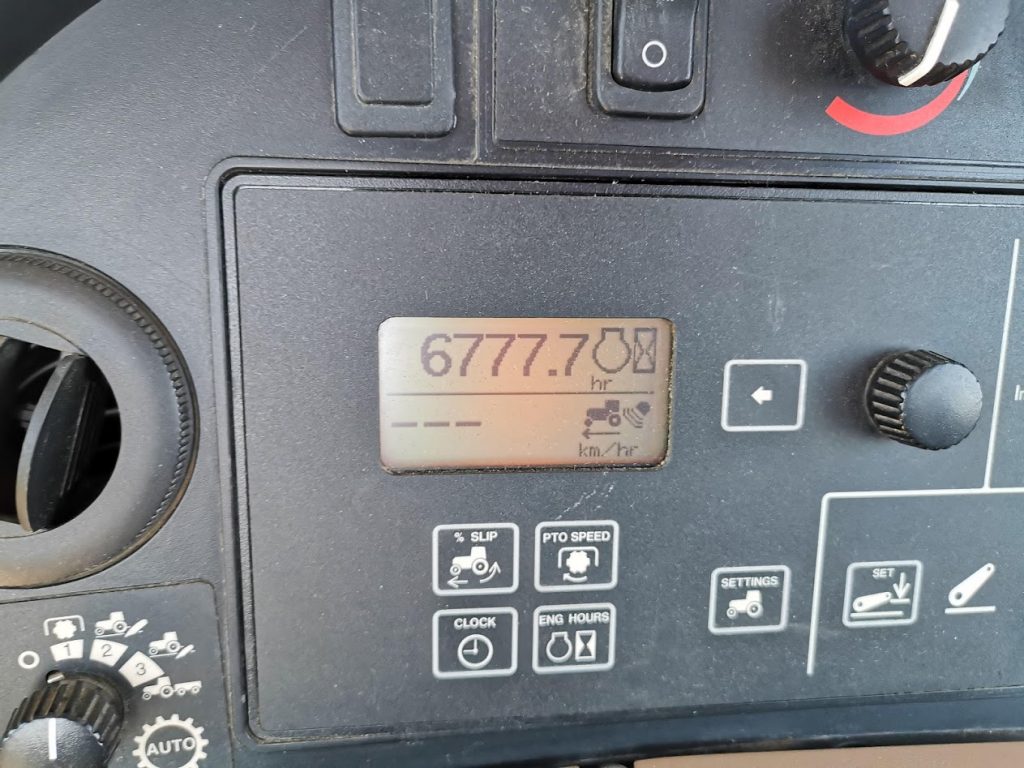 6777.7
hr
---
km/hr
% SLIP
PTO SPEED
CLOCK
ENG HOURS
SETTINGS
SET
1
2
3
AUTO